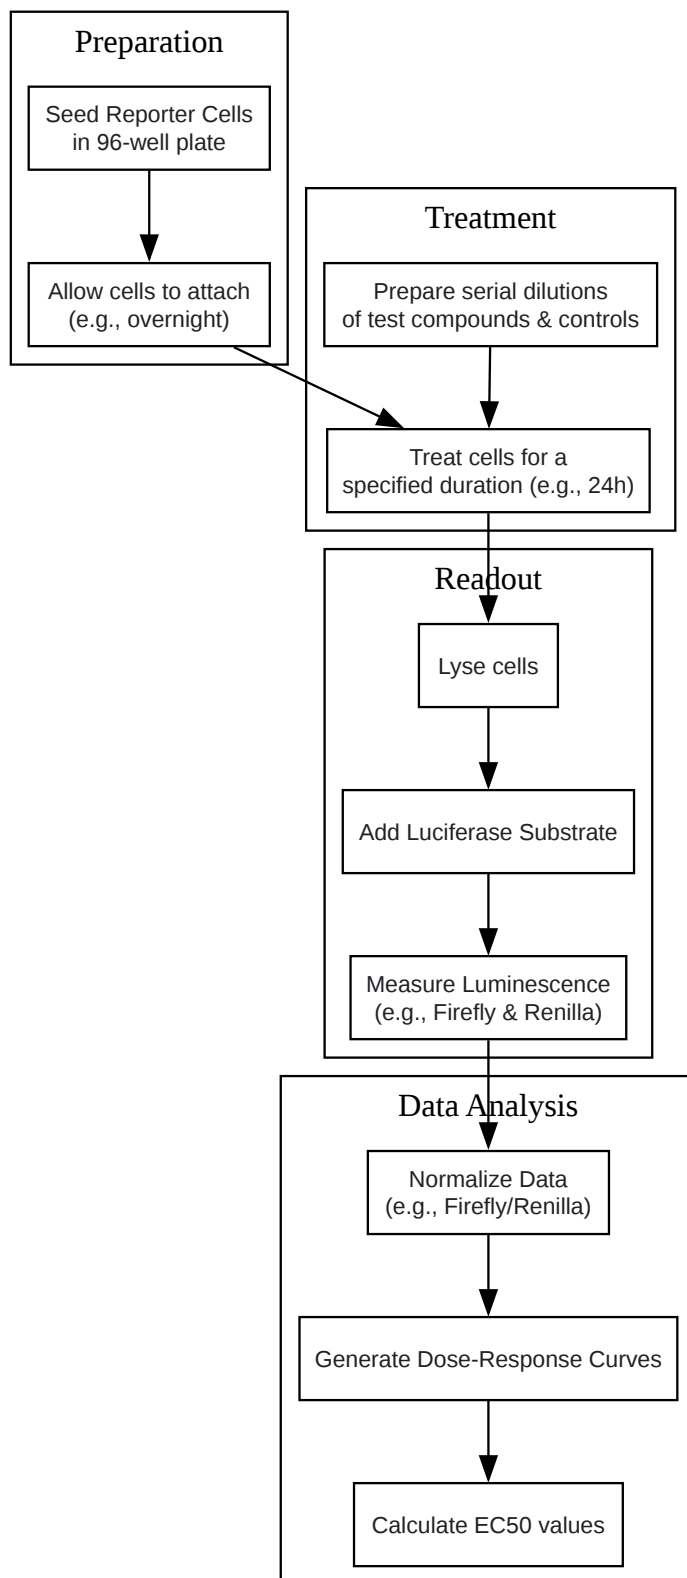 Preparation
Seed Reporter Cells
in 96-well plate
Allow cells to attach
(e.g., overnight)
Treatment
Prepare serial dilutions
of test compounds & controls
Treat cells for a
specified duration (e.g., 24h)
Readout
Lyse cells
Add Luciferase Substrate
Measure Luminescence
(e.g., Firefly & Renilla)
Data Analysis
Normalize Data
(e.g., Firefly/Renilla)
Generate Dose-Response Curves
Calculate EC50 values